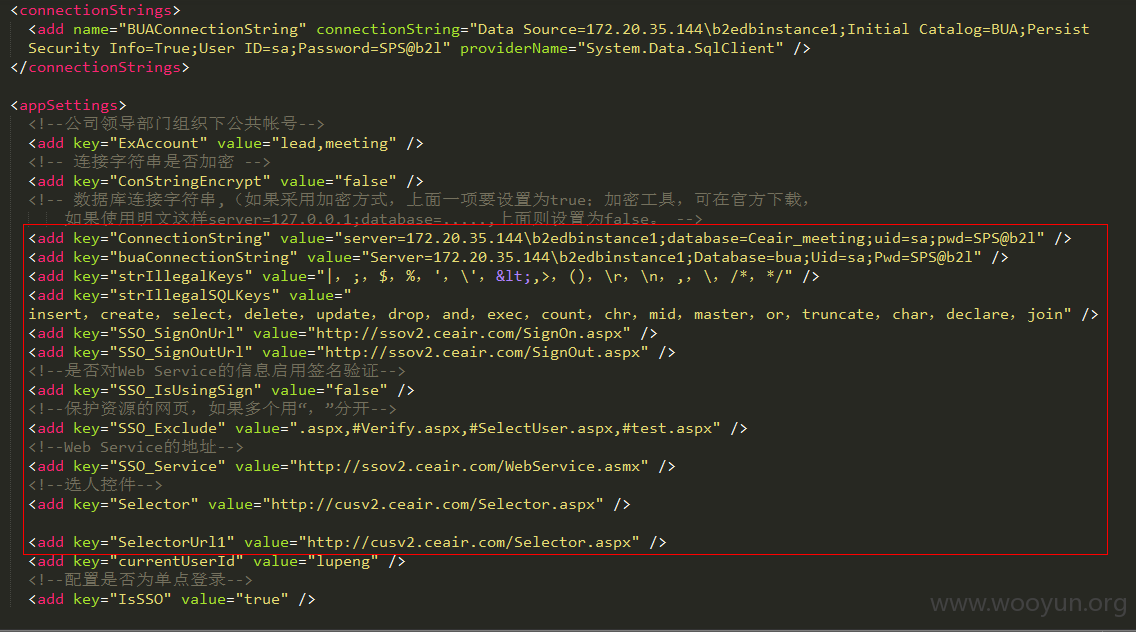 <connectionStrings>
<add name="BUAConnectionString" connectionString="Data Source=172.20.35.144\b2edbinstance1;Initial Catalog=BUA;Persist
Security Info=True;User ID=sa;Password=SPS@b2l" providerName="System.Data.SqlClient" />
</connectionStrings>
<appSettings>
<!--公司领导部门组织下公共帐号-->
<add key="ExAccount" value="lead,meeting" />
<!-- 连接字符串是否加密 -->
<add key="ConStringEncrypt" value="false" />
<!-- 数据库连接字符串,（如果采用加密方式，上面一项要设置为true；加密工具，可在官方下载，
如果使用明文这样server=127.0.0.1;database=.....,上面则设置为false。 -->
<add key="ConnectionString" value="server=172.20.35.144\b2edbinstance1;database=Ceair_meeting;uid=sa;pwd=SPS@b2l" />
<add key="buaConnectionString" value="Server=172.20.35.144\b2edbinstance1;Database=bua;Uid=sa;Pwd=SPS@b2l" />
<add key="strIllegalKeys" value="|，;，$，%，'，\'，&lt;,>，()，\r，\n，,，\，/*，*/" />
<add key="strIllegalSQLKeys" value="
insert，create，select，delete，update，drop，and，exec，count，chr，mid，master，or，truncate，char，declare，join" />
<add key="SSO_SignOnUrl" value="http://ssov2.ceair.com/SignOn.aspx" />
<add key="SSO_SignOutUrl" value="http://ssov2.ceair.com/SignOut.aspx" />
<!--是否对Web Service的信息启用签名验证-->
<add key="SSO_IsUsingSign" value="false" />
<!--保护资源的网页，如果多个用“，”分开-->
<add key="SSO_Exclude" value=".aspx,#Verify.aspx,#SelectUser.aspx,#test.aspx" />
<!--Web Service的地址-->
<add key="SSO_Service" value="http://ssov2.ceair.com/WebService.asmx" />
<!--选人控件-->
<add key="Selector" value="http://cusv2.ceair.com/Selector.aspx" />
<add key="SelectorUrl1" value="http://cusv2.ceair.com/Selector.aspx" />
<add key="currentUserId" value="lupeng" />
<!--配置是否为单点登录-->
<add key="IsSSO" value="true" />
www.wooyun.org